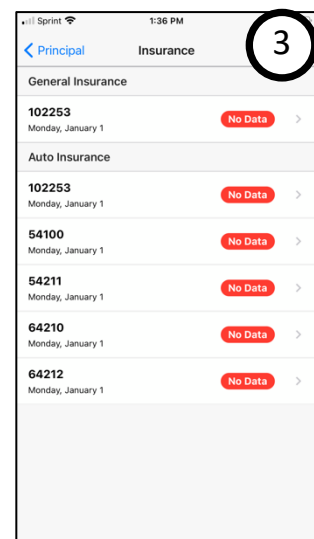 Sprint 1:36 PM
Principal Insurance
3
General Insurance
102253
Monday, January 1
No Data
Auto Insurance
102253
Monday, January 1
No Data
54100
Monday, January 1
No Data
54211
Monday, January 1
No Data
64210
Monday, January 1
No Data
64212
Monday, January 1
No Data